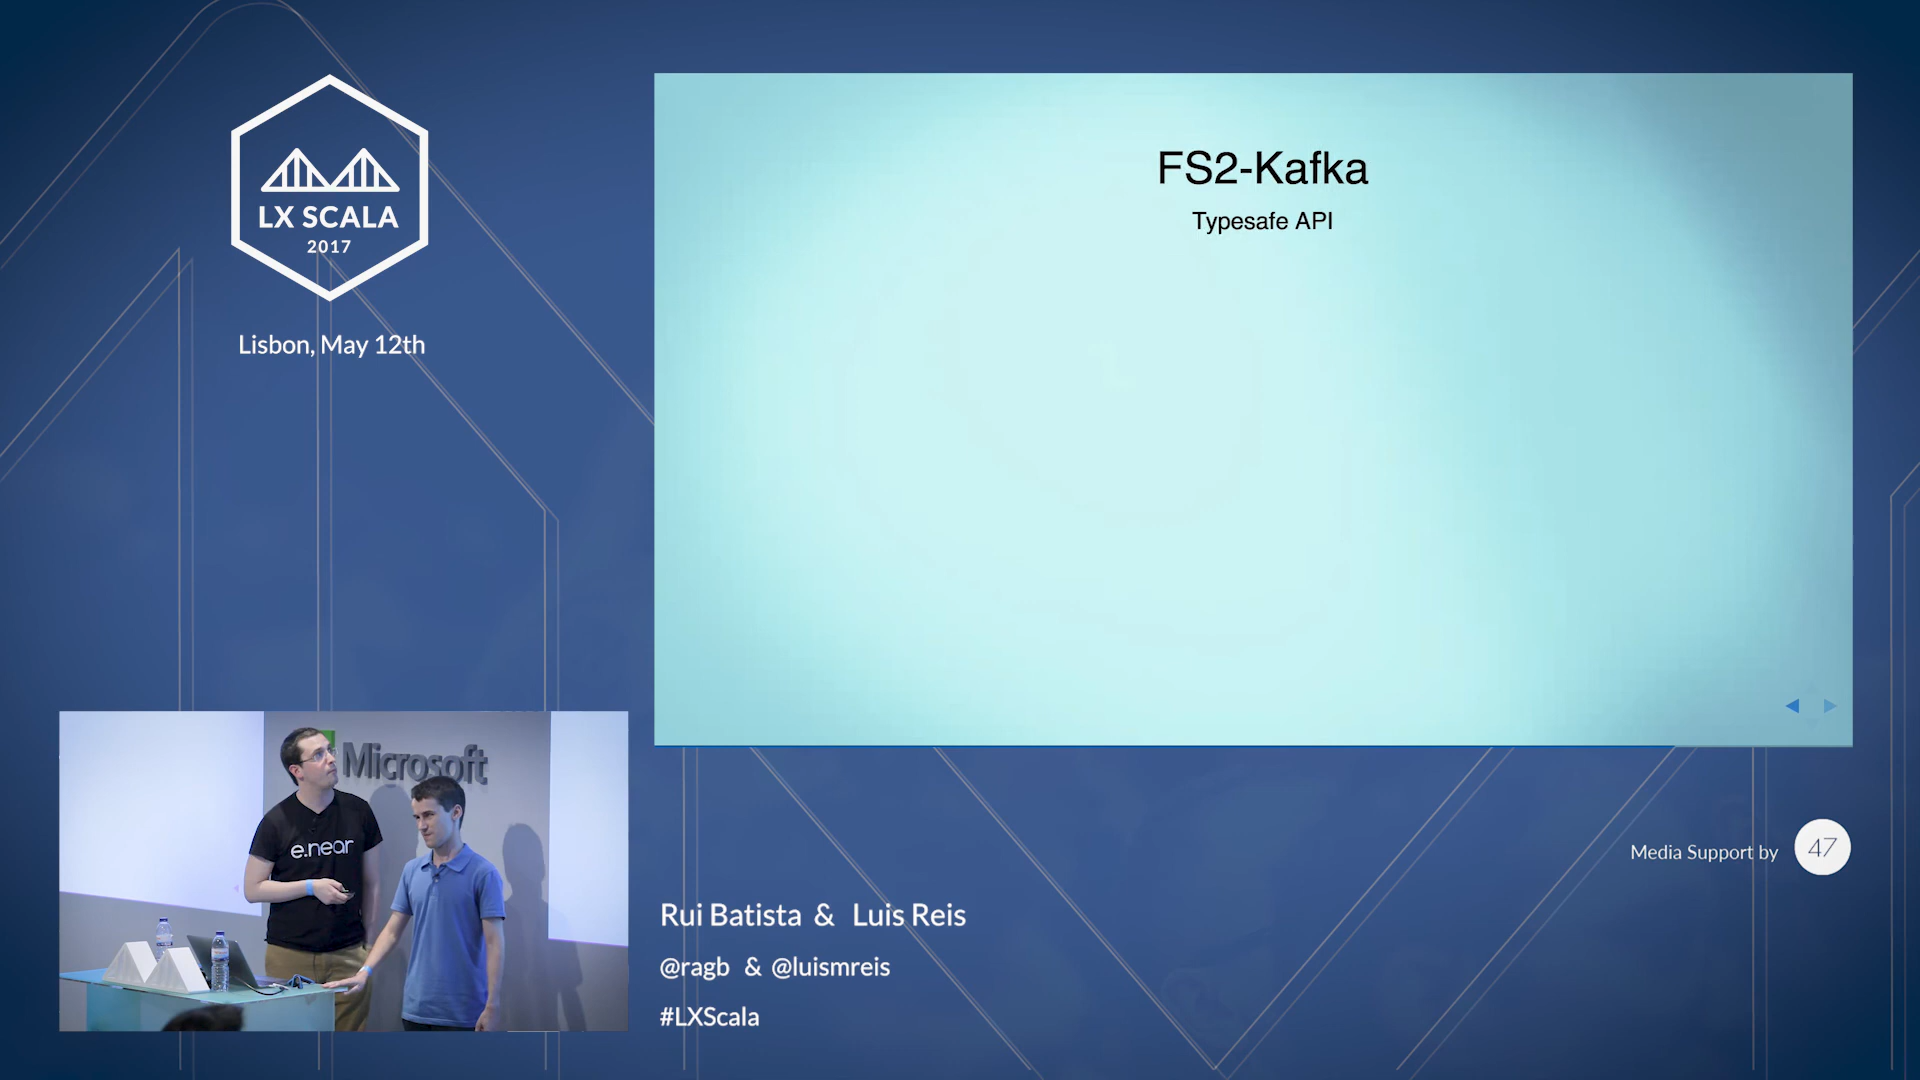 LX SCALA
2017
Lisbon, May 12th
FS2-Kafka
Typesafe API
Microsoft
e.near
Media Support by 47
Rui Batista & Luis Reis
@ragb & @luismreis
#LXScala